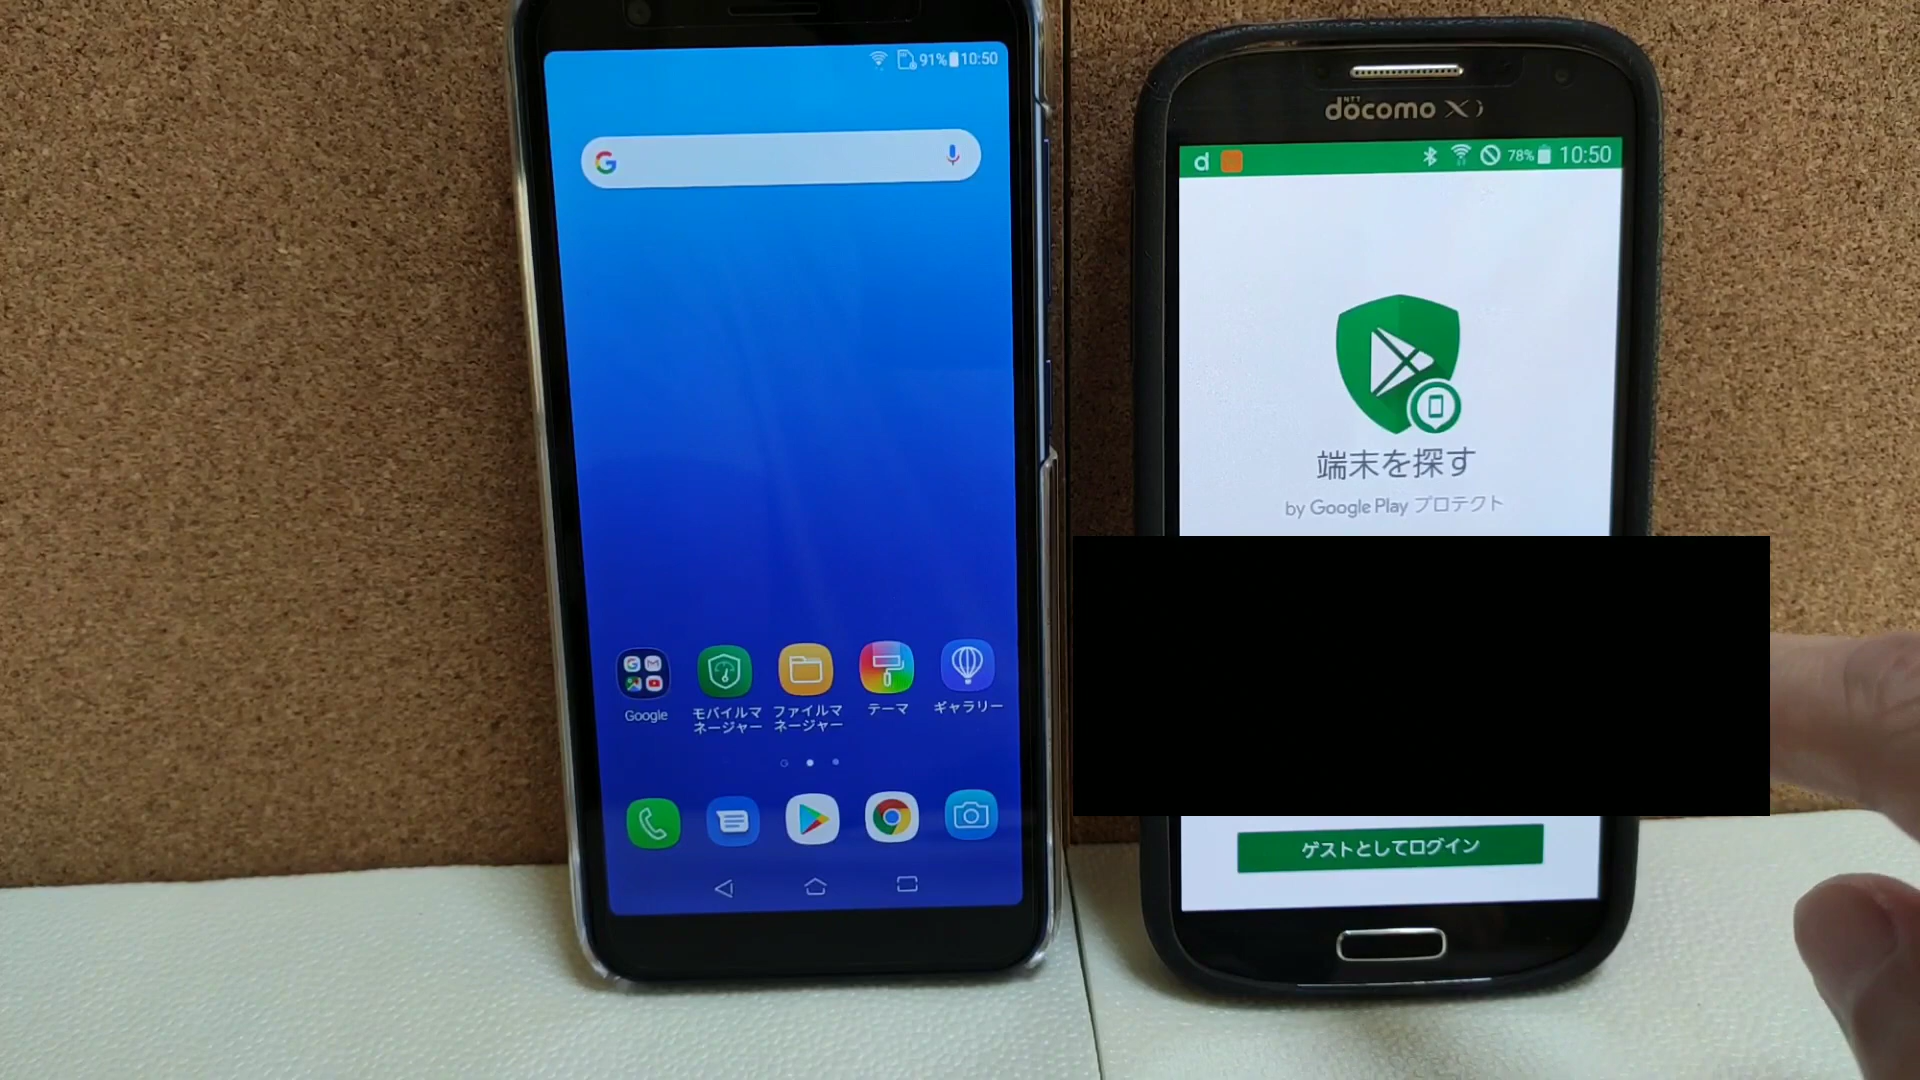 91% 10:50
Google
モバイルマ
ネージャー
ファイルマ
ネージャー
テーマ
ギャラリー
NTT
docomo Xi
d
78% 10:50
端末を探す
by Google Play プロテクト
ゲストとしてログイン